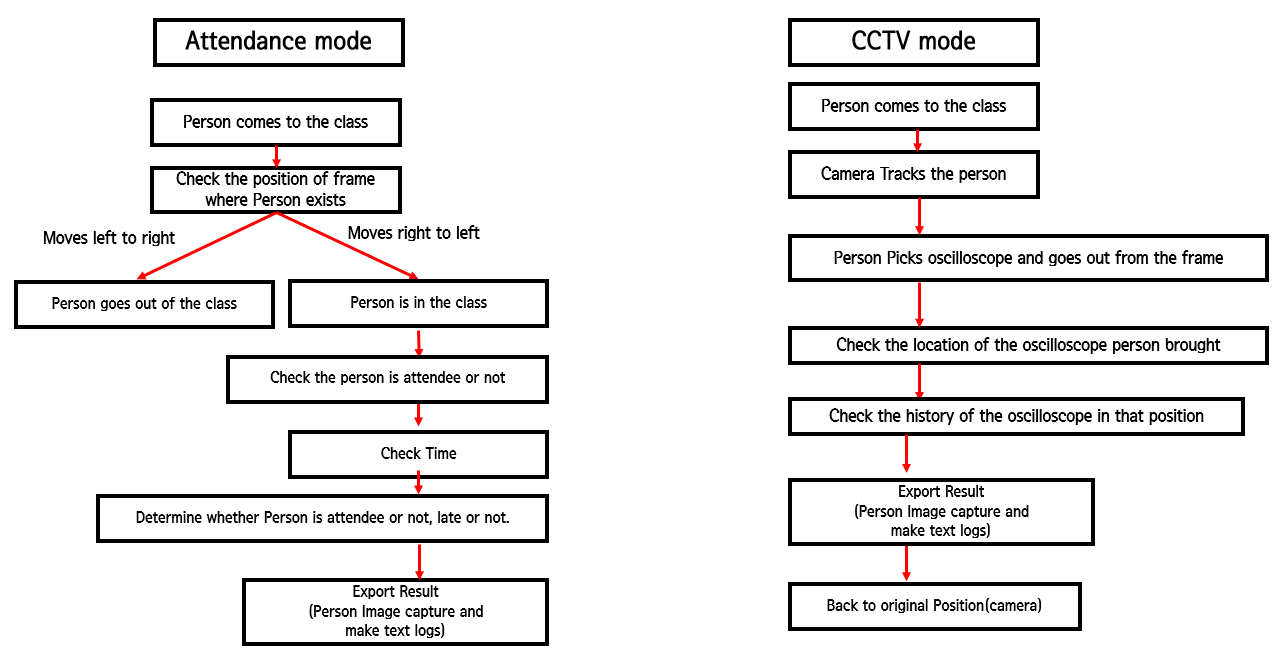 Attendance mode
Person comes to the class
Check the position of frame
where Person exists
Moves left to right
Moves right to left
Person goes out of the class
Person is in the class
Check the person is attendee or not
Check Time
Determine whether Person is attendee or not, late or not.
Export Result
(Person Image capture and
make text logs)
CCTV mode
Person comes to the class
Camera Tracks the person
Person Picks oscilloscope and goes out from the frame
Check the location of the oscilloscope person brought
Check the history of the oscilloscope in that position
Export Result
(Person Image capture and
make text logs)
Back to original Position(camera)